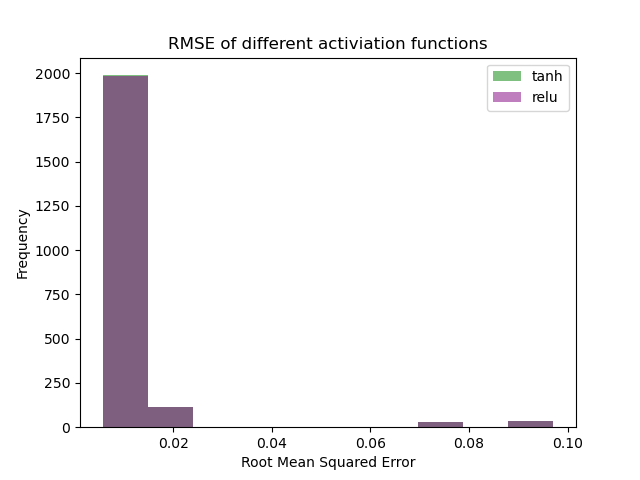 RMSE of different activiation functions
tanh
relu
2000
1750
1500
1250
1000
750
500
250
0
Frequency
0.02
0.04
0.06
0.08
0.10
Root Mean Squared Error